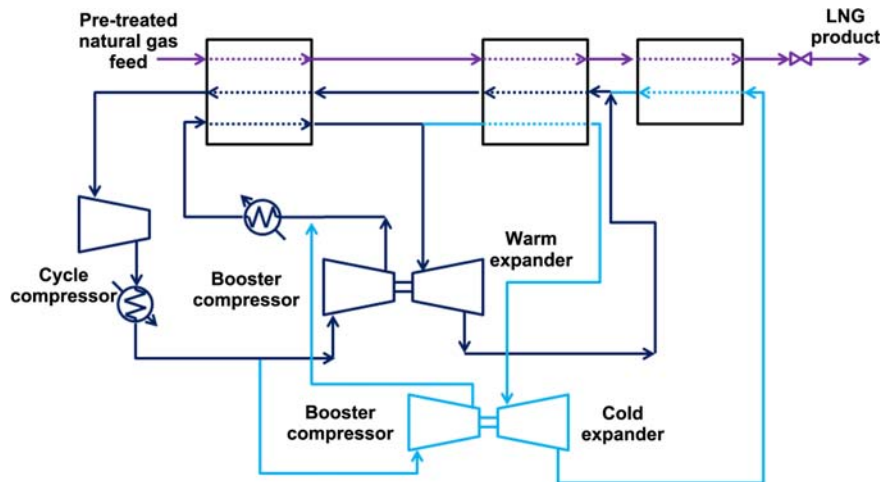 Pre-treated
natural gas
feed
LNG
product
Warm
expander
Cycle
compressor
Booster
compressor
Booster
compressor
Cold
expander